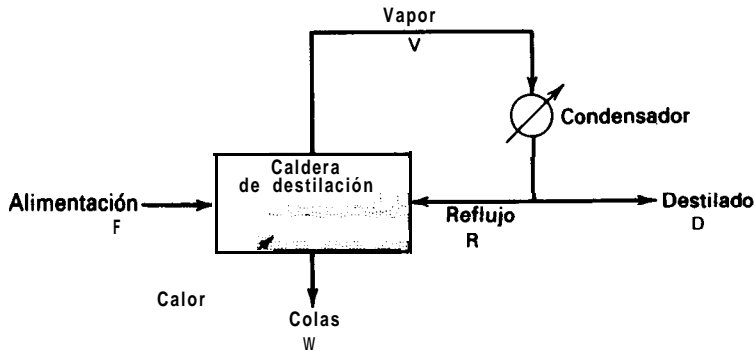 Vapor
V
Condensador
Caldera
de destilación
Alimentación
F
Reflujo
R
Destilado
D
Calor
Colas
W